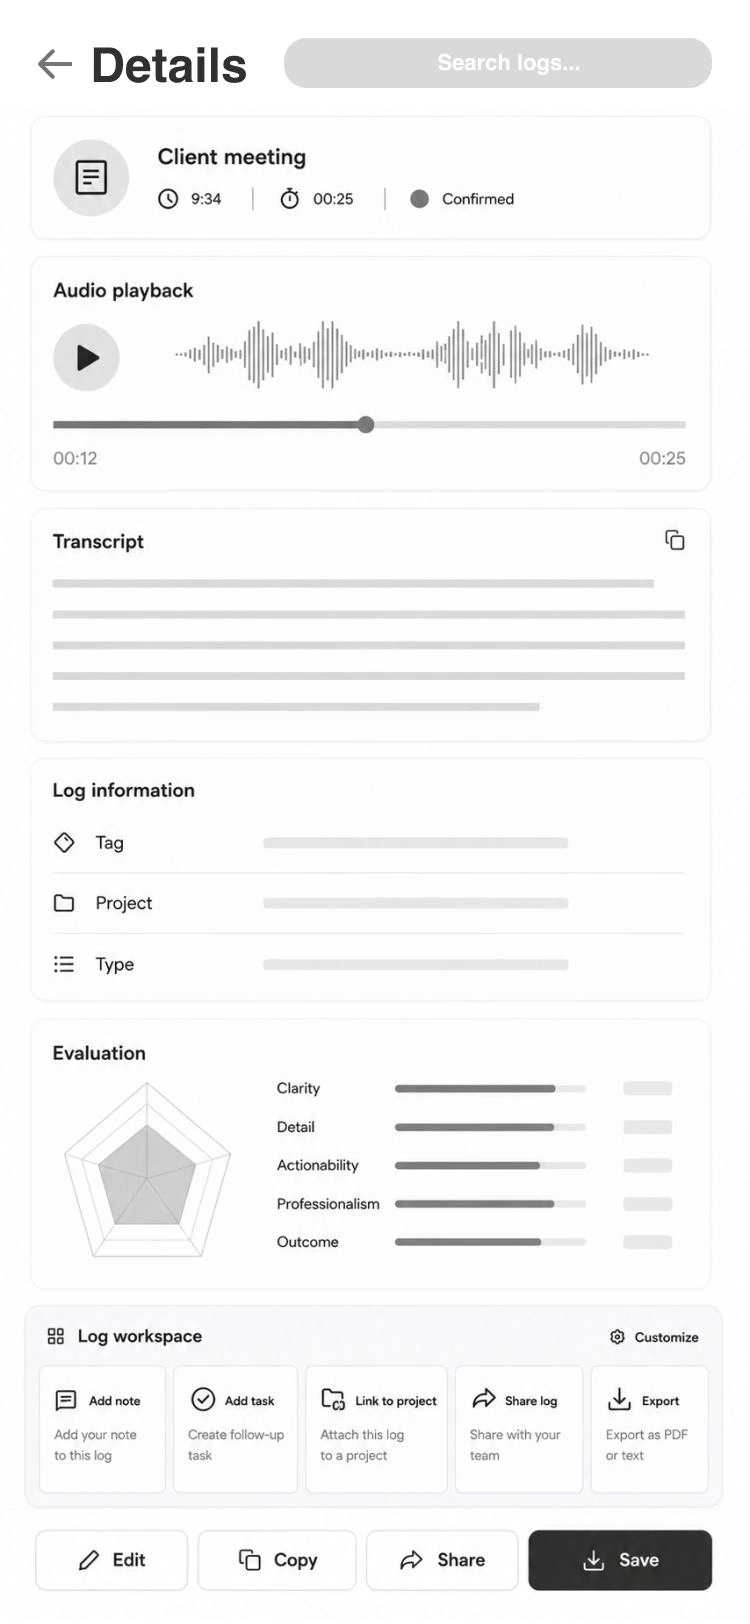 Details
Search logs...
Client meeting
9:34
00:25
Confirmed
Audio playback
00:12
00:25
Transcript
Log information
Tag
Project
Type
Evaluation
Clarity
Detail
Actionability
Professionalism
Outcome
Log workspace
Customize
Add note
Add your note
to this log
Add task
Create follow-up
task
Link to project
Attach this log
to a project
Share log
Share with your
team
Export
Export as PDF
or text
Edit
Copy
Share
Save